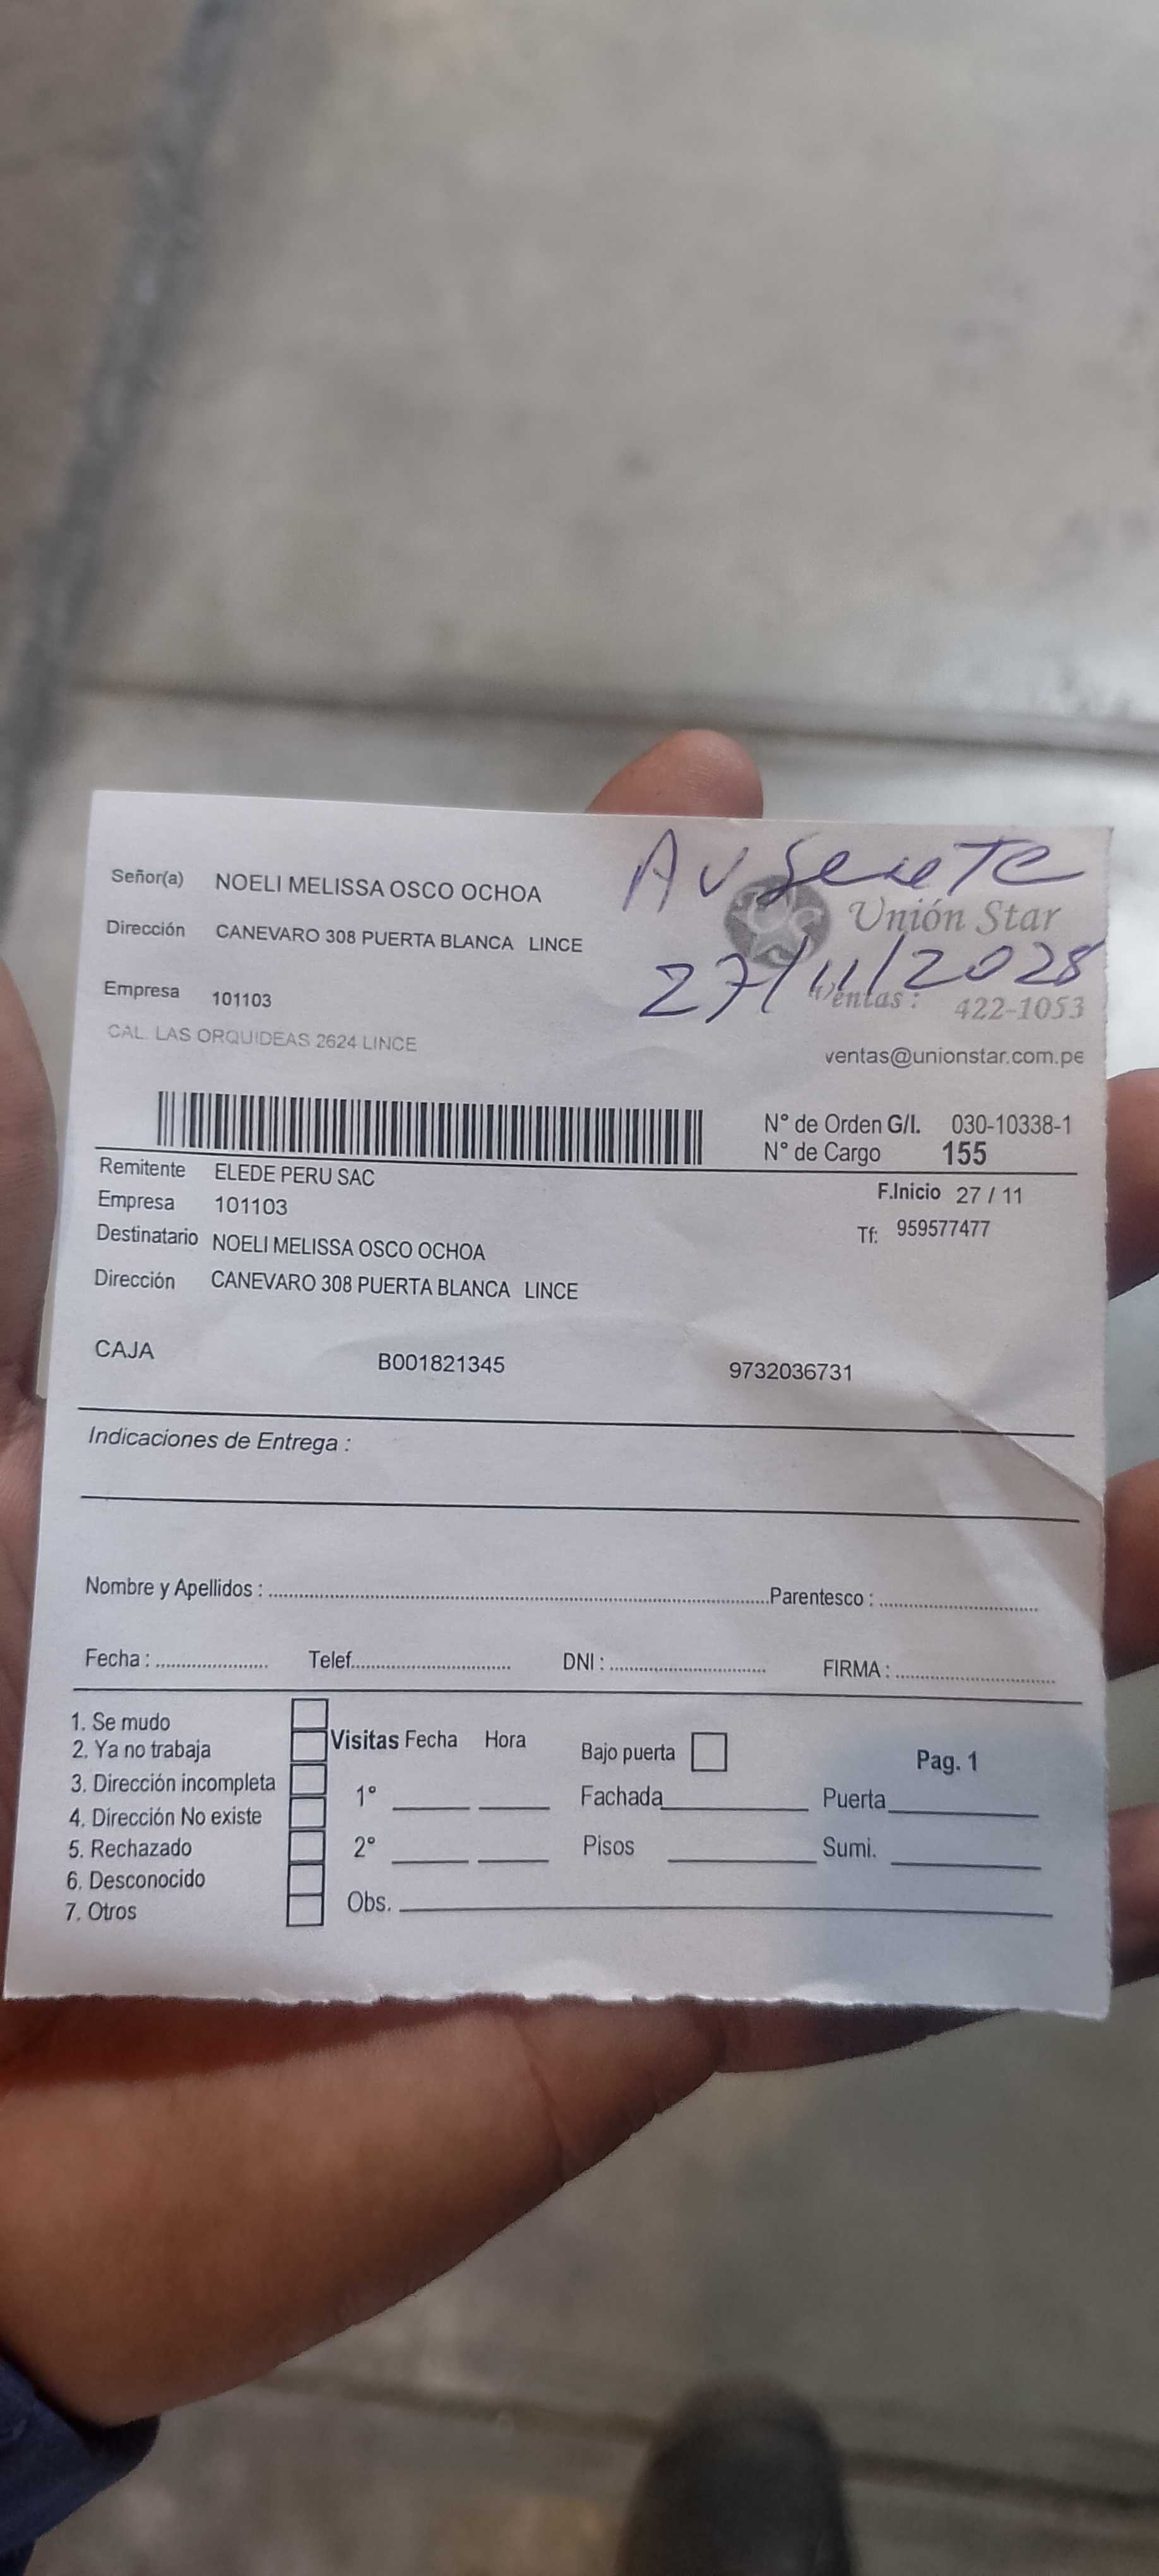 Ausente
Señor(a) NOELI MELISSA OSCO OCHOA
Unión Star
Dirección CANEVARO 308 PUERTA BLANCA LINCE
27/11/2025
Empresa 101103
Ventas : 422-1053
CAL. LAS ORQUIDEAS 2624 LINCE
ventas@unionstar.com.pe
N° de Orden G/I. 030-10338-1
N° de Cargo 155
Remitente ELEDE PERU SAC
F.Inicio 27 / 11
Empresa 101103
Tf: 959577477
Destinatario NOELI MELISSA OSCO OCHOA
Dirección CANEVARO 308 PUERTA BLANCA LINCE
CAJA B001821345 9732036731
Indicaciones de Entrega :
Nombre y Apellidos : Parentesco :
Fecha : Telef. DNI : FIRMA :
1. Se mudo
2. Ya no trabaja
3. Dirección incompleta
4. Dirección No existe
5. Rechazado
6. Desconocido
7. Otros
Visitas Fecha Hora
1°
2°
Obs.
Bajo puerta
Pag. 1
Fachada Puerta
Pisos Sumi.